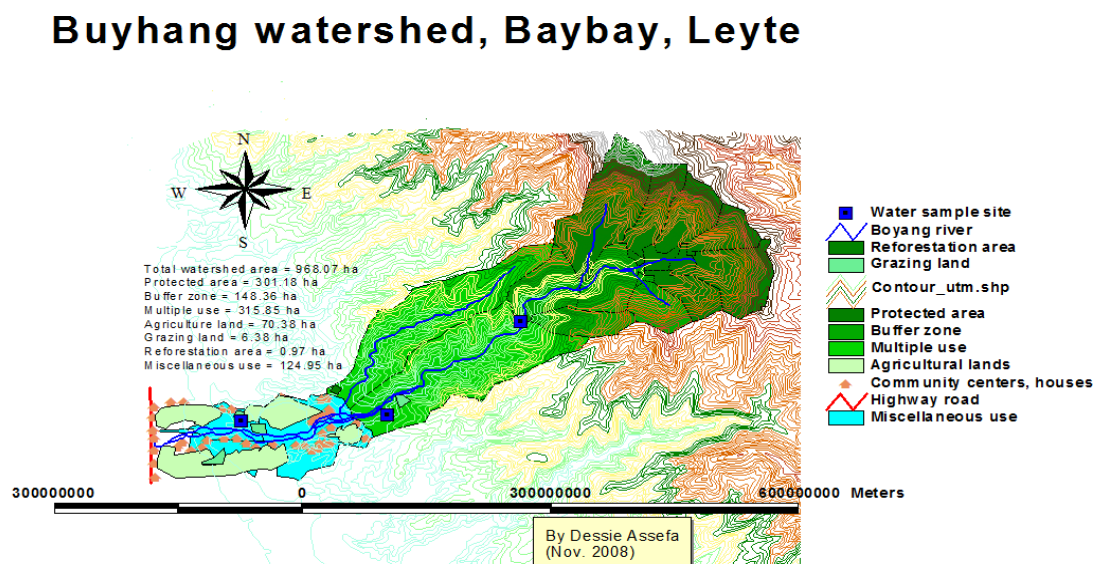 Buyhang watershed, Baybay, Leyte
N
W
E
S
Total watershed area = 968.07 ha
Protected area = 301.18 ha
Buffer zone = 148.36 ha
Multiple use = 315.85 ha
Agriculture land = 70.38 ha
Grazing land = 6.38 ha
Reforestation area = 0.97 ha
Miscellaneous use = 124.95 ha
Water sample site
Boyang river
Reforestation area
Grazing land
Contour_utm.shp
Protected area
Buffer zone
Multiple use
Agricultural lands
Community centers, houses
Highway road
Miscellaneous use
300000000 0 300000000 600000000 Meters
By Dessie Assefa
(Nov. 2008)